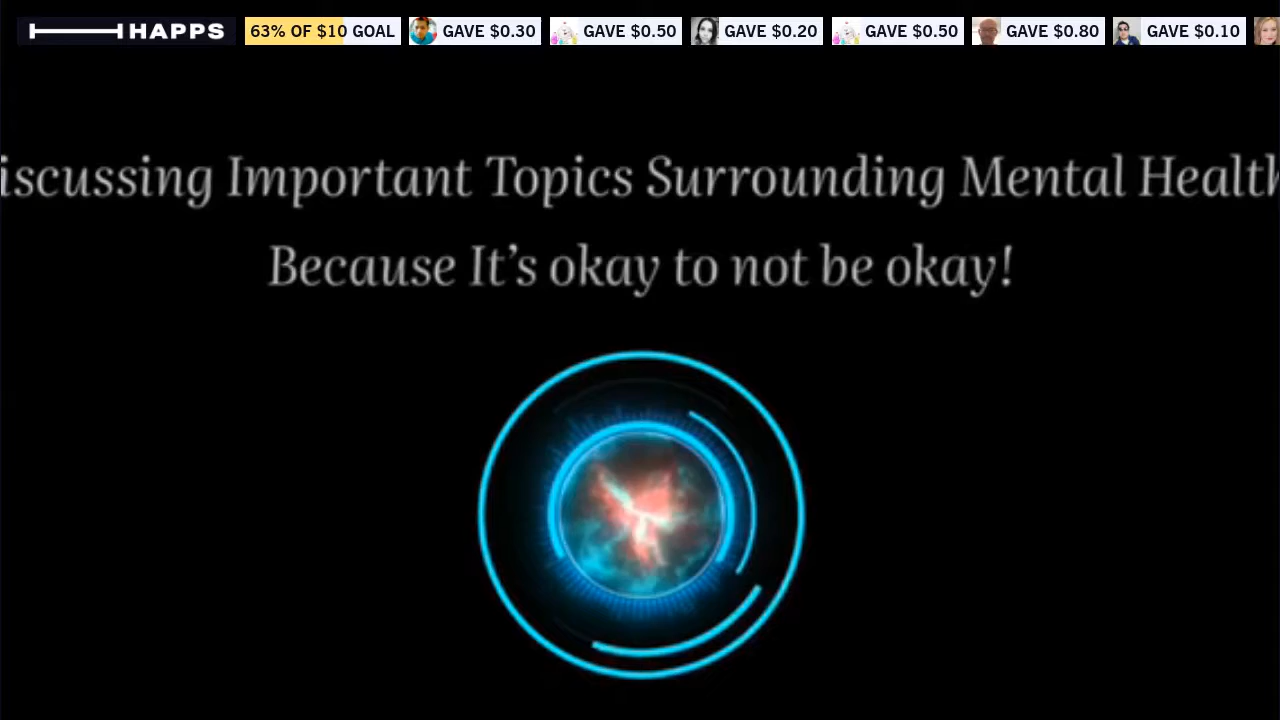 HAPPS 63% OF $10 GOAL GAVE $0.30 GAVE $0.50 GAVE $0.20 GAVE $0.50 GAVE $0.80 GAVE $0.10
iscussing Important Topics Surrounding Mental Health
Because It’s okay to not be okay!